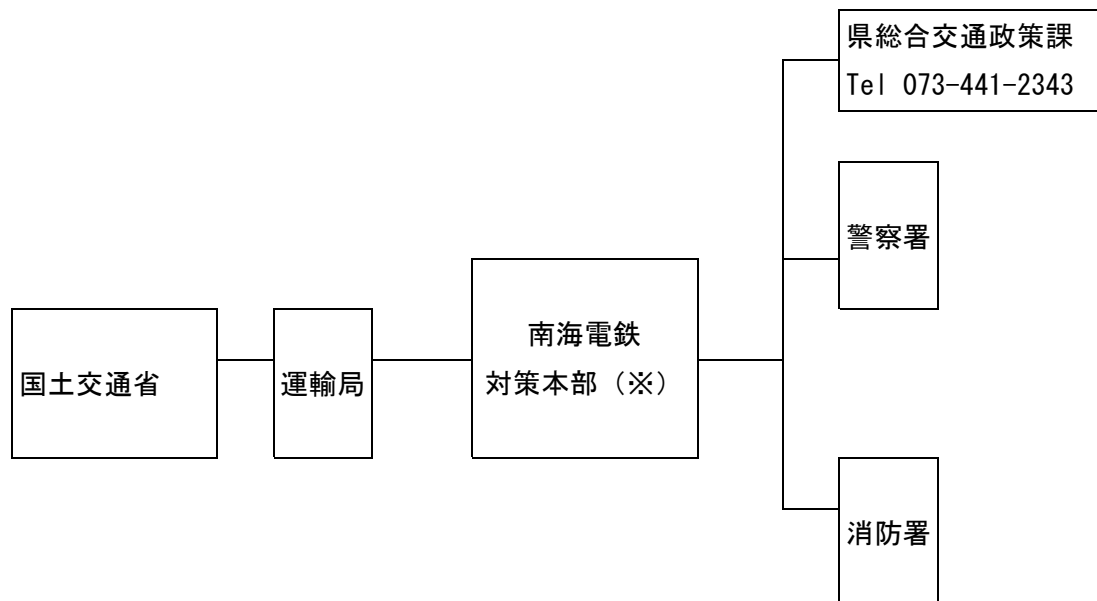 県総合交通政策課
Tel 073-441-2343
警察署
南海電鉄
対策本部（※）
国土交通省
運輸局
消防署